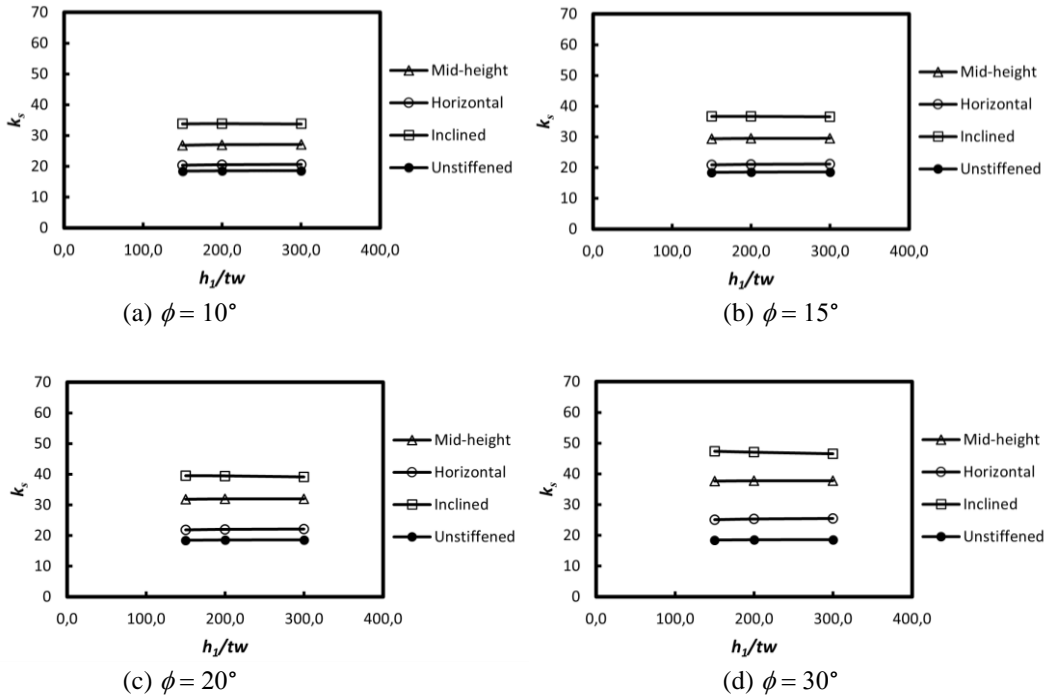 70
60
50
40
30
20
10
0
k_s
0,0 100,0 200,0 300,0 400,0
h_1/tw
Mid-height
Horizontal
Inclined
Unstiffened
(a) ϕ = 10°
70
60
50
40
30
20
10
0
k_s
0,0 100,0 200,0 300,0 400,0
h_1/tw
Mid-height
Horizontal
Inclined
Unstiffened
(b) ϕ = 15°
70
60
50
40
30
20
10
0
k_s
0,0 100,0 200,0 300,0 400,0
h_1/tw
Mid-height
Horizontal
Inclined
Unstiffened
(c) ϕ = 20°
70
60
50
40
30
20
10
0
k_s
0,0 100,0 200,0 300,0 400,0
h_1/tw
Mid-height
Horizontal
Inclined
Unstiffened
(d) ϕ = 30°